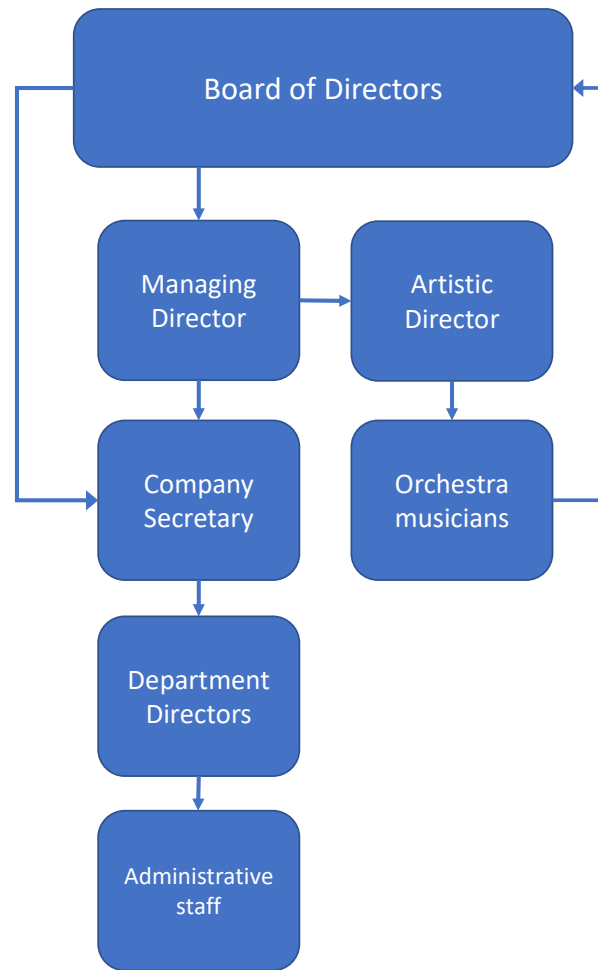 Board of Directors
Managing
Director
Artistic
Director
Company
Secretary
Orchestra
musicians
Department
Directors
Administrative
staff